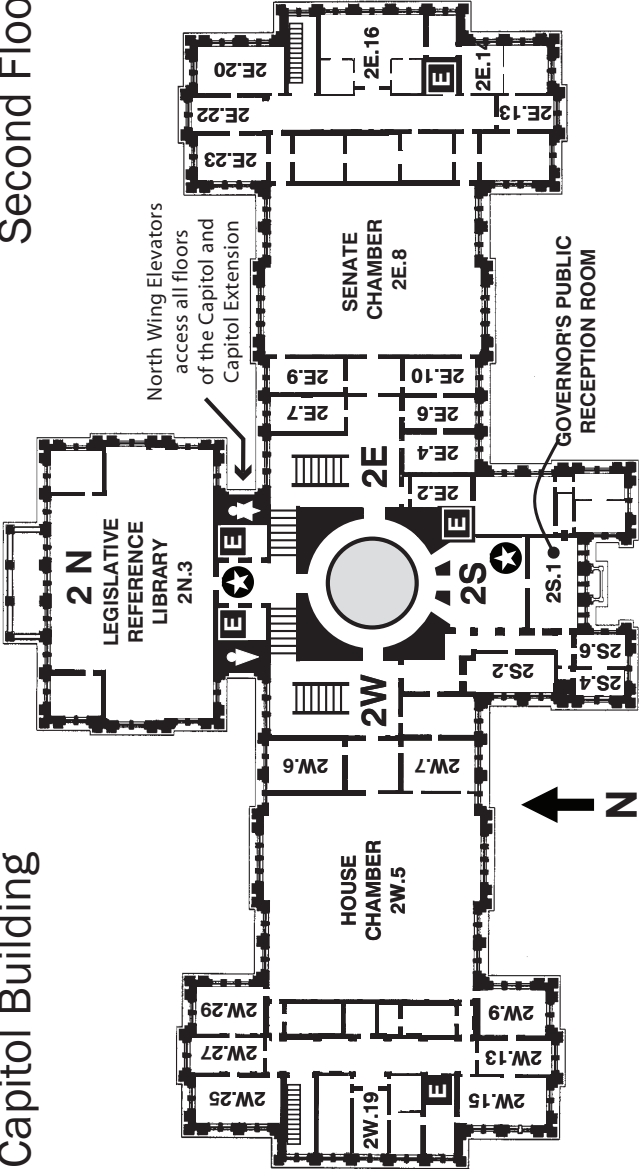 Capitol Building
Second Floo
North Wing Elevators
access all floors
of the Capitol and
Capitol Extension
2 N
LEGISLATIVE
REFERENCE
LIBRARY
2N.3
E
E
2W.25
2W.27
2W.29
2W.6
2E.7
2E.9
2E.23
2E.22
2E.20
HOUSE
CHAMBER
2W.5
2W
2E
SENATE
CHAMBER
2E.8
2W.19
2E.16
E
E
2W.15
2W.13
2W.9
2W.7
2E.2
2E.4
2E.6
2E.10
2E.13
2E.14
E
2S
2S.2
2S.1
2S.4
2S.6
GOVERNOR'S PUBLIC
RECEPTION ROOM
N